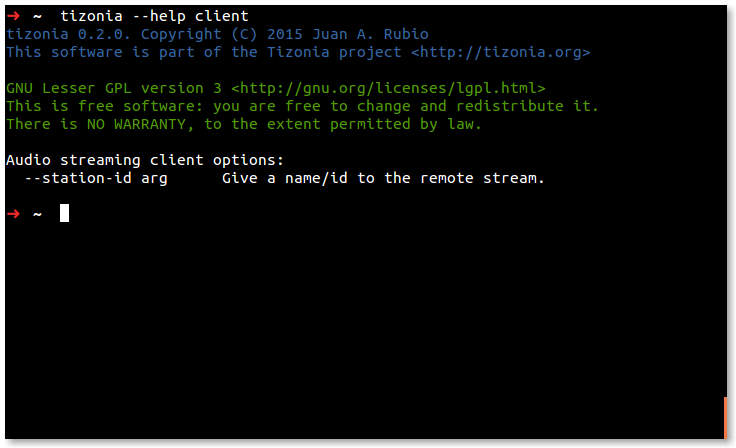 ➜ ~ tizonia --help client
tizonia 0.2.0. Copyright (C) 2015 Juan A. Rubio
This software is part of the Tizonia project <http://tizonia.org>
GNU Lesser GPL version 3 <http://gnu.org/licenses/lgpl.html>
This is free software: you are free to change and redistribute it.
There is NO WARRANTY, to the extent permitted by law.
Audio streaming client options:
--station-id arg Give a name/id to the remote stream.
➜ ~